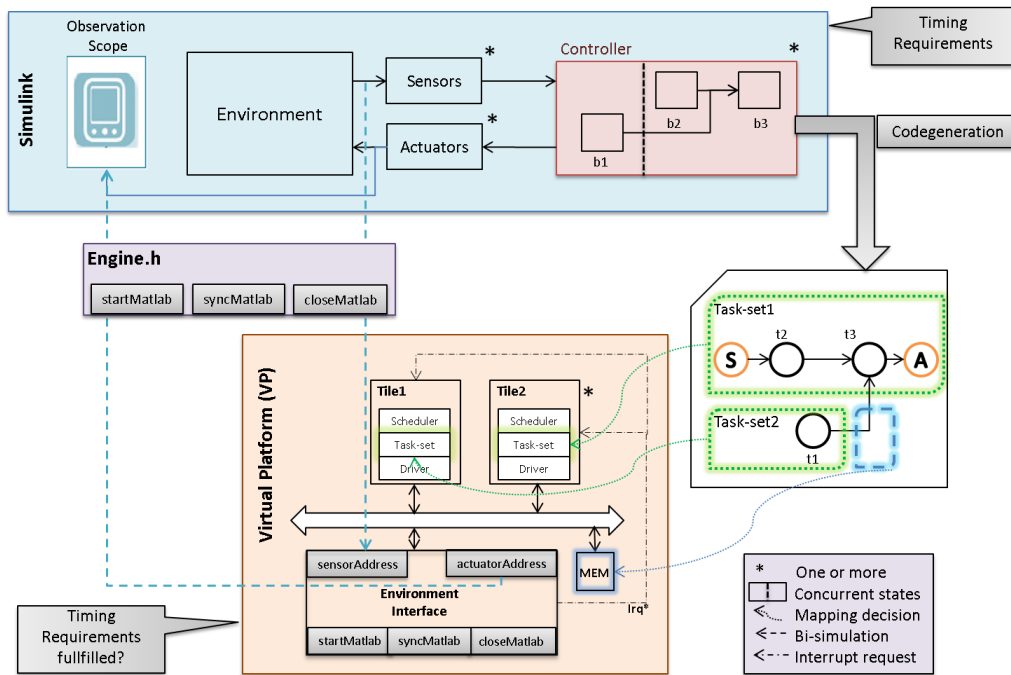 Observation
Scope
Timing
Requirements
Simulink
Environment
Sensors
*
Actuators
*
Controller
*
b1
b2
b3
Codegeneration
Engine.h
startMatlab
syncMatlab
closeMatlab
Task-set1
t2
t3
S
A
Task-set2
t1
Virtual Platform (VP)
Tile1
Scheduler
Task-set
Driver
Tile2
*
Scheduler
Task-set
Driver
sensorAddress
actuatorAddress
Environment
Interface
startMatlab
syncMatlab
closeMatlab
MEM
Irq*
Timing
Requirements
fullfilled?
* One or more
Concurrent states
Mapping decision
Bi-simulation
Interrupt request